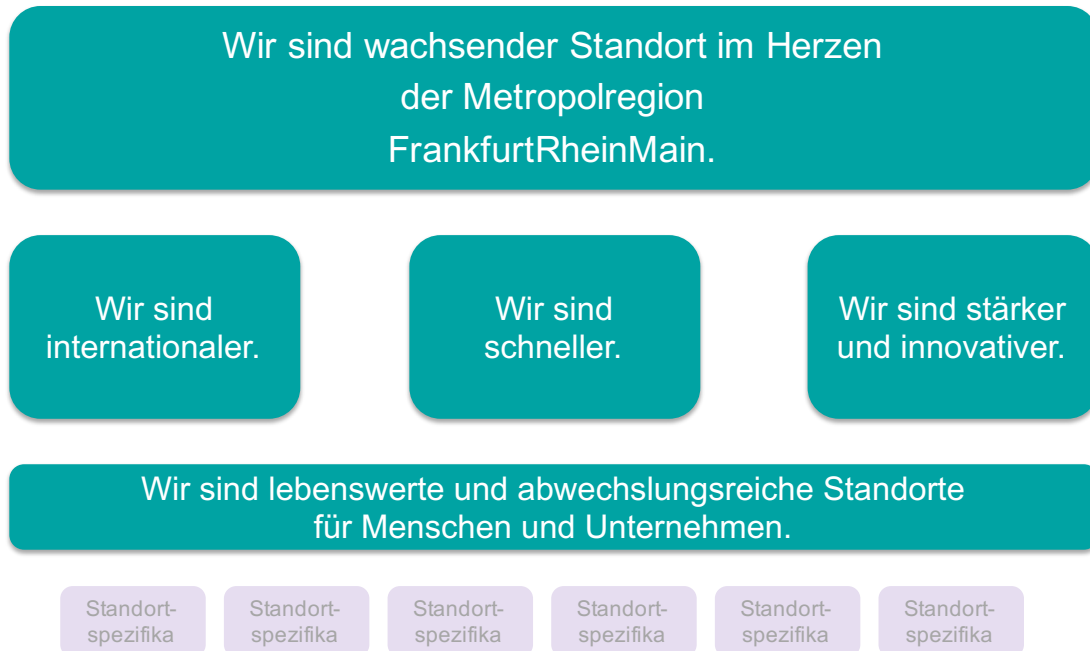 Wir sind wachsender Standort im Herzen
der Metropolregion
FrankfurtRheinMain.
Wir sind
internationaler.
Wir sind
schneller.
Wir sind stärker
und innovativer.
Wir sind lebenswerte und abwechslungsreiche Standorte
für Menschen und Unternehmen.
Standort-
spezifika
Standort-
spezifika
Standort-
spezifika
Standort-
spezifika
Standort-
spezifika
Standort-
spezifika